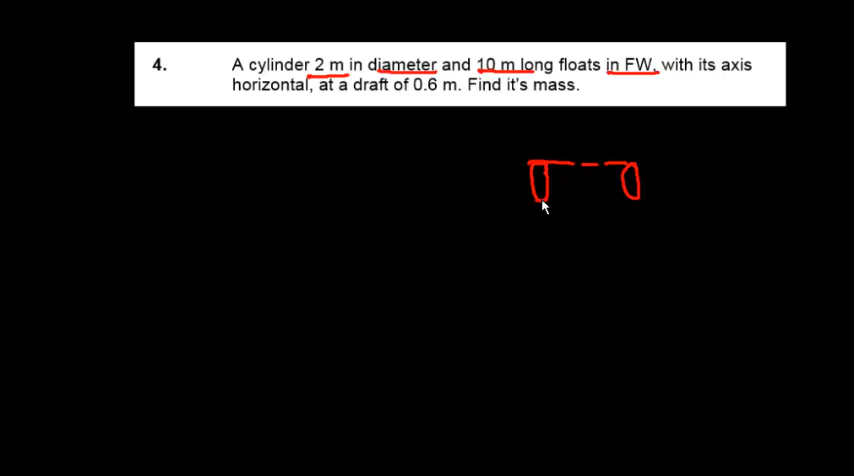 4. A cylinder 2 m in diameter and 10 m long floats in FW, with its axis
horizontal, at a draft of 0.6 m. Find it's mass.